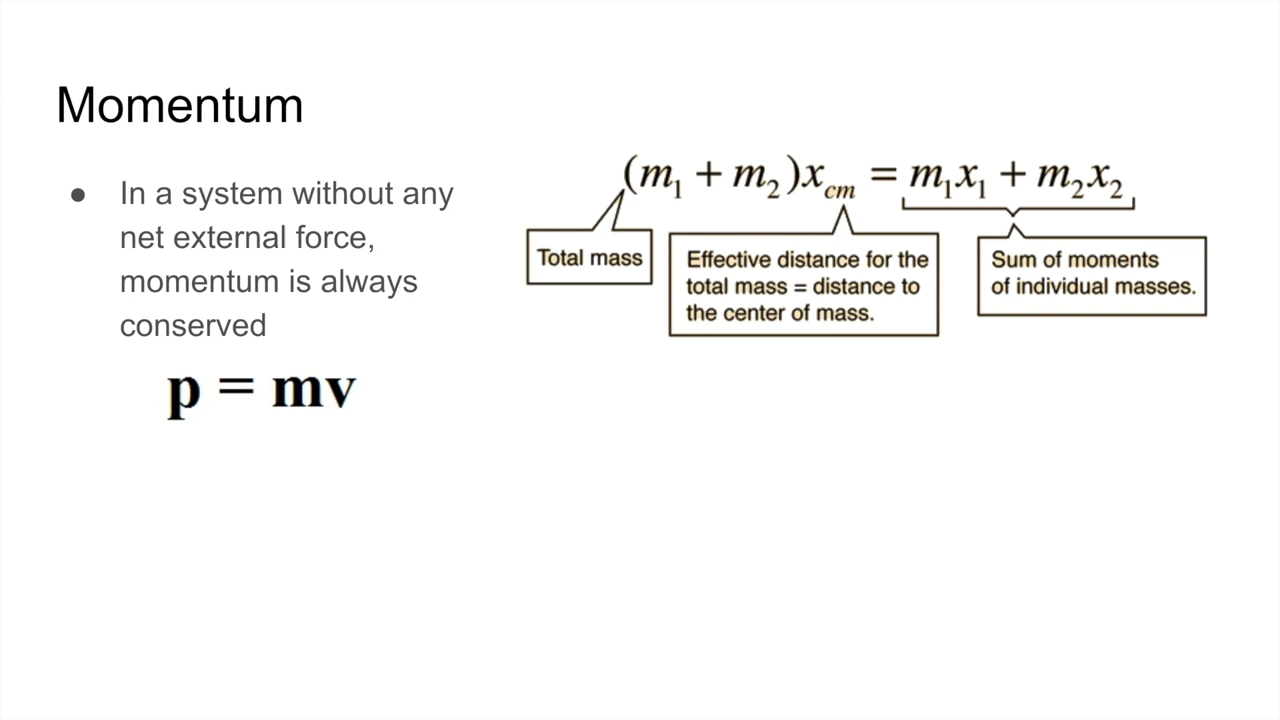 Momentum
● In a system without any
net external force,
momentum is always
conserved
p = mv
(m₁ + m₂)x_cm = m₁x₁ + m₂x₂
Total mass
Effective distance for the
total mass = distance to
the center of mass.
Sum of moments
of individual masses.